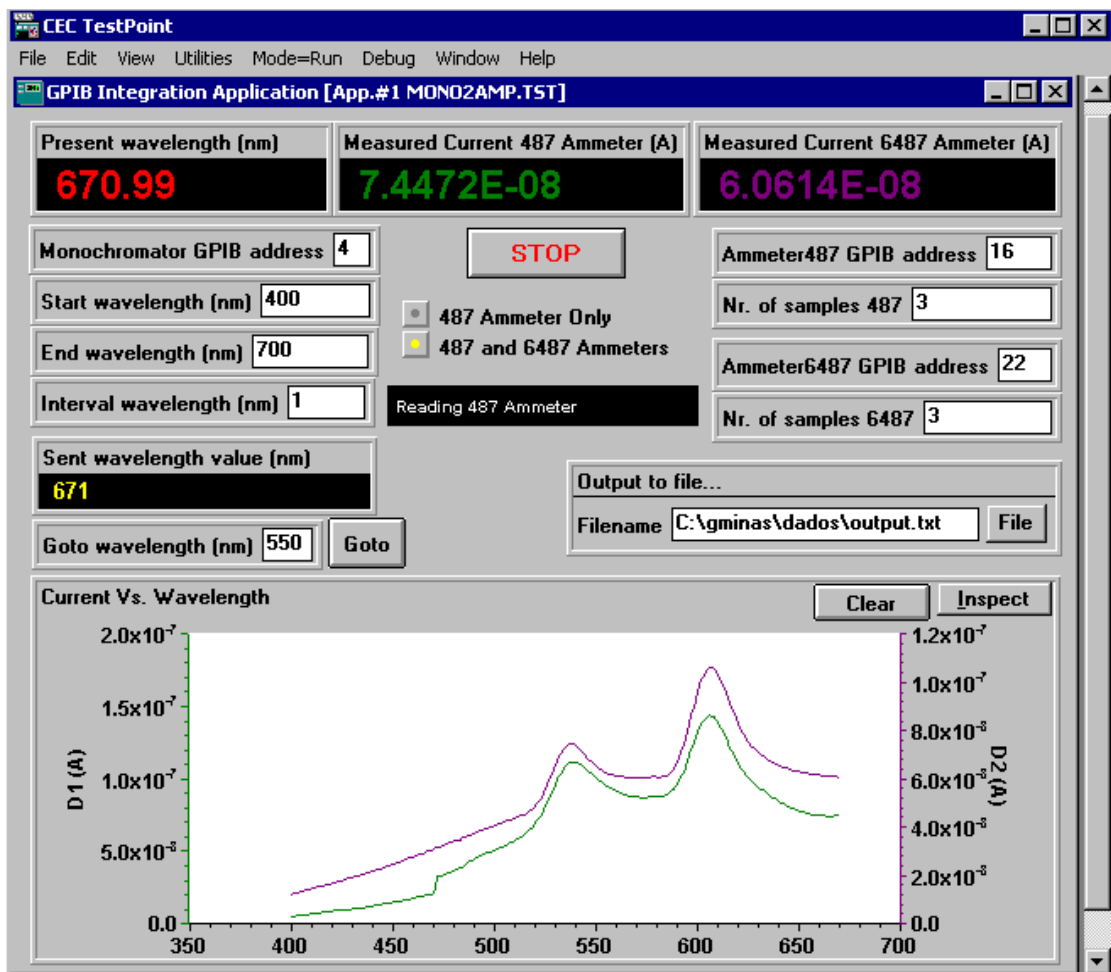 CEC TestPoint
File Edit View Utilities Mode=Run Debug Window Help
GPIB Integration Application [App.#1 MONO2AMP.TST]
Present wavelength (nm)
670.99
Measured Current 487 Ammeter (A)
7.4472E-08
Measured Current 6487 Ammeter (A)
6.0614E-08
Monochromator GPIB address 4
Start wavelength (nm) 400
End wavelength (nm) 700
Interval wavelength (nm) 1
Sent wavelength value (nm)
671
Goto wavelength (nm) 550 Goto
STOP
487 Ammeter Only
487 and 6487 Ammeters
Reading 487 Ammeter
Ammeter487 GPIB address 16
Nr. of samples 487 3
Ammeter6487 GPIB address 22
Nr. of samples 6487 3
Output to file...
Filename C:\gminas\dados\output.txt File
Current Vs. Wavelength
Clear Inspect
D1 (A)
2.0x10⁻⁷
1.5x10⁻⁷
1.0x10⁻⁷
5.0x10⁻⁸
0.0
D2 (A)
1.2x10⁻⁷
1.0x10⁻⁷
8.0x10⁻⁸
6.0x10⁻⁸
4.0x10⁻⁸
2.0x10⁻⁸
0.0
350 400 450 500 550 600 650 700